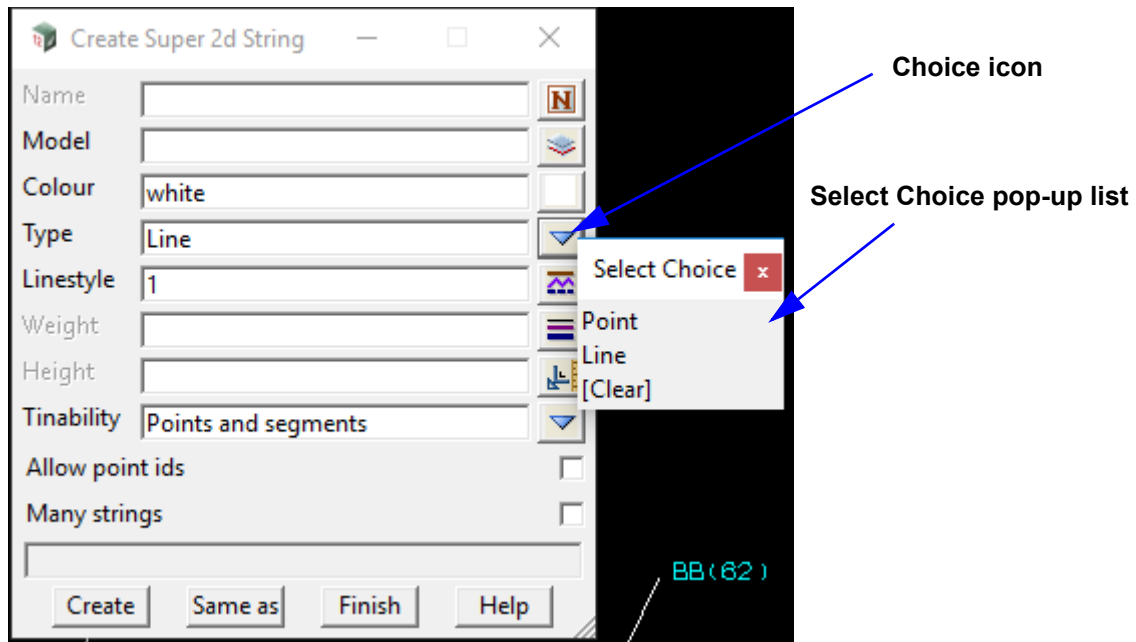 Create Super 2d String
Choice icon
Name
N
Model
Colour white
Select Choice pop-up list
Type Line
Select Choice x
Linestyle 1
Point
Weight
Line
Height
[Clear]
Tinability Points and segments
Allow point ids
Many strings
BB(62)
Create Same as Finish Help